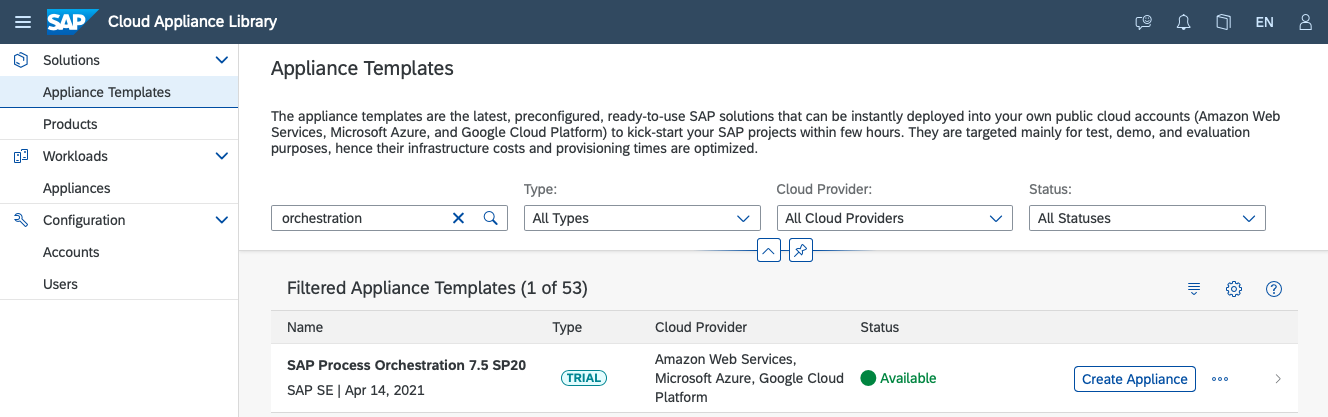 SAP Cloud Appliance Library EN
Solutions
Appliance Templates
Products
Workloads
Appliances
Configuration
Accounts
Users
Appliance Templates
The appliance templates are the latest, preconfigured, ready-to-use SAP solutions that can be instantly deployed into your own public cloud accounts (Amazon Web
Services, Microsoft Azure, and Google Cloud Platform) to kick-start your SAP projects within few hours. They are targeted mainly for test, demo, and evaluation
purposes, hence their infrastructure costs and provisioning times are optimized.
Type: Cloud Provider: Status:
orchestration All Types All Cloud Providers All Statuses
Filtered Appliance Templates (1 of 53)
Name Type Cloud Provider Status
SAP Process Orchestration 7.5 SP20
SAP SE | Apr 14, 2021
TRIAL
Amazon Web Services,
Microsoft Azure, Google Cloud
Platform
Available
Create Appliance